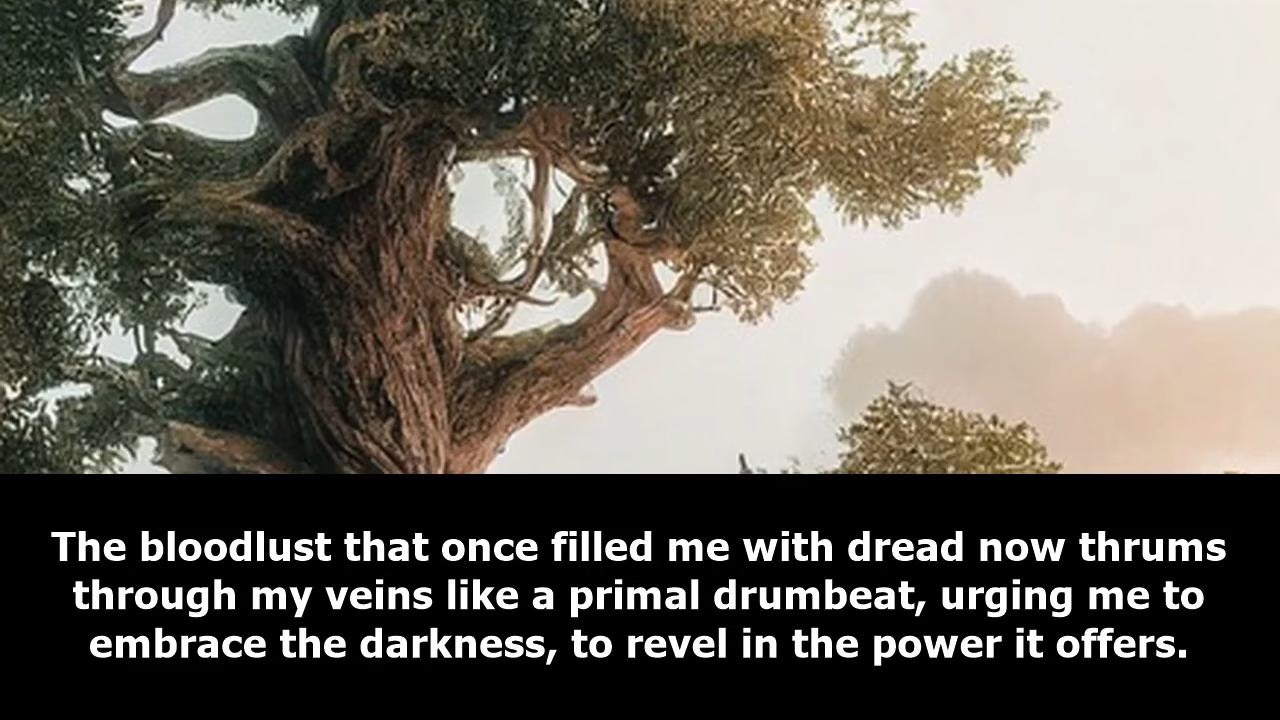 The bloodlust that once filled me with dread now thrums
through my veins like a primal drumbeat, urging me to
embrace the darkness, to revel in the power it offers.